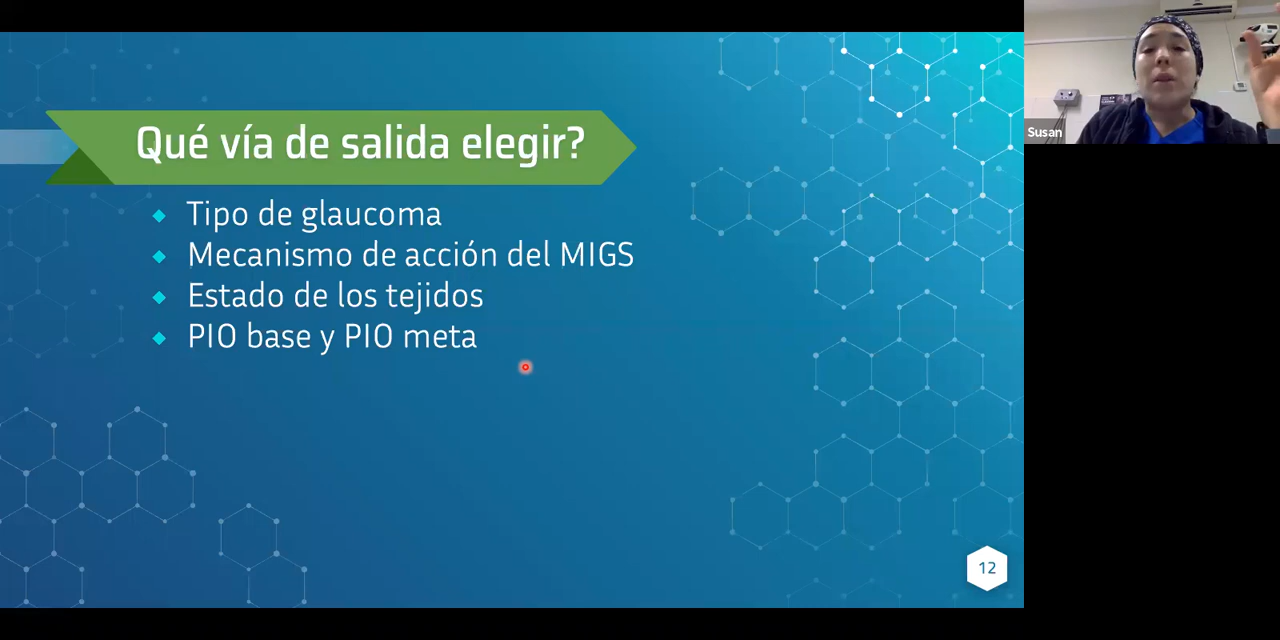 Qué vía de salida elegir?
Tipo de glaucoma
Mecanismo de acción del MIGS
Estado de los tejidos
PIO base y PIO meta
12
Susan